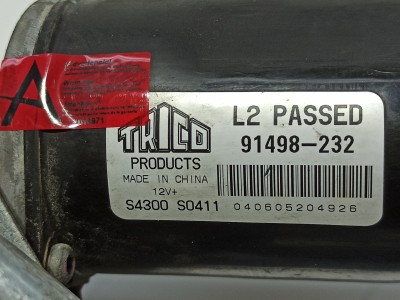 A
L2 PASSED
TRICO
91498-232
PRODUCTS
MADE IN CHINA
12V+
S4300 S0411
040605204926